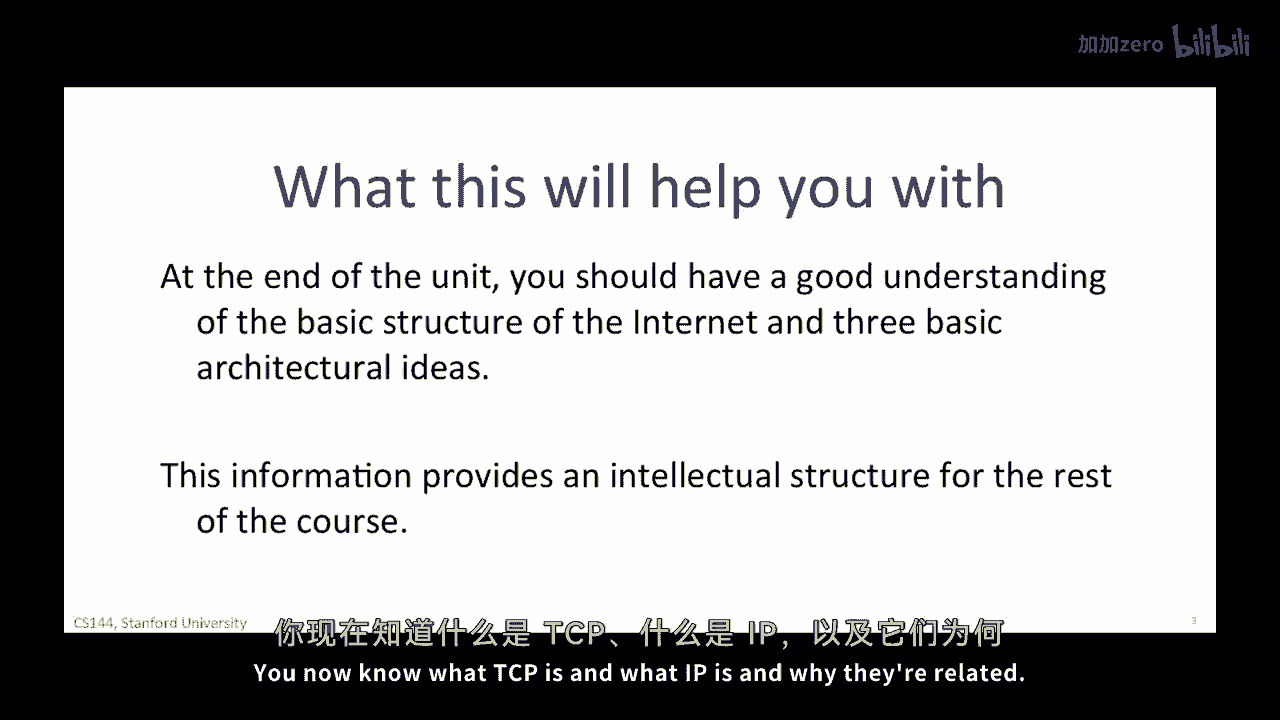 加加zero bilibili
What this will help you with
At the end of the unit, you should have a good understanding
of the basic structure of the Internet and three basic
architectural ideas.
This information provides an intellectual structure for the rest
of the course.
CS144, Stanford University
3
你现在知道什么是 TCP、什么是 IP，以及它们为何
You now know what TCP is and what IP is and why they're related.